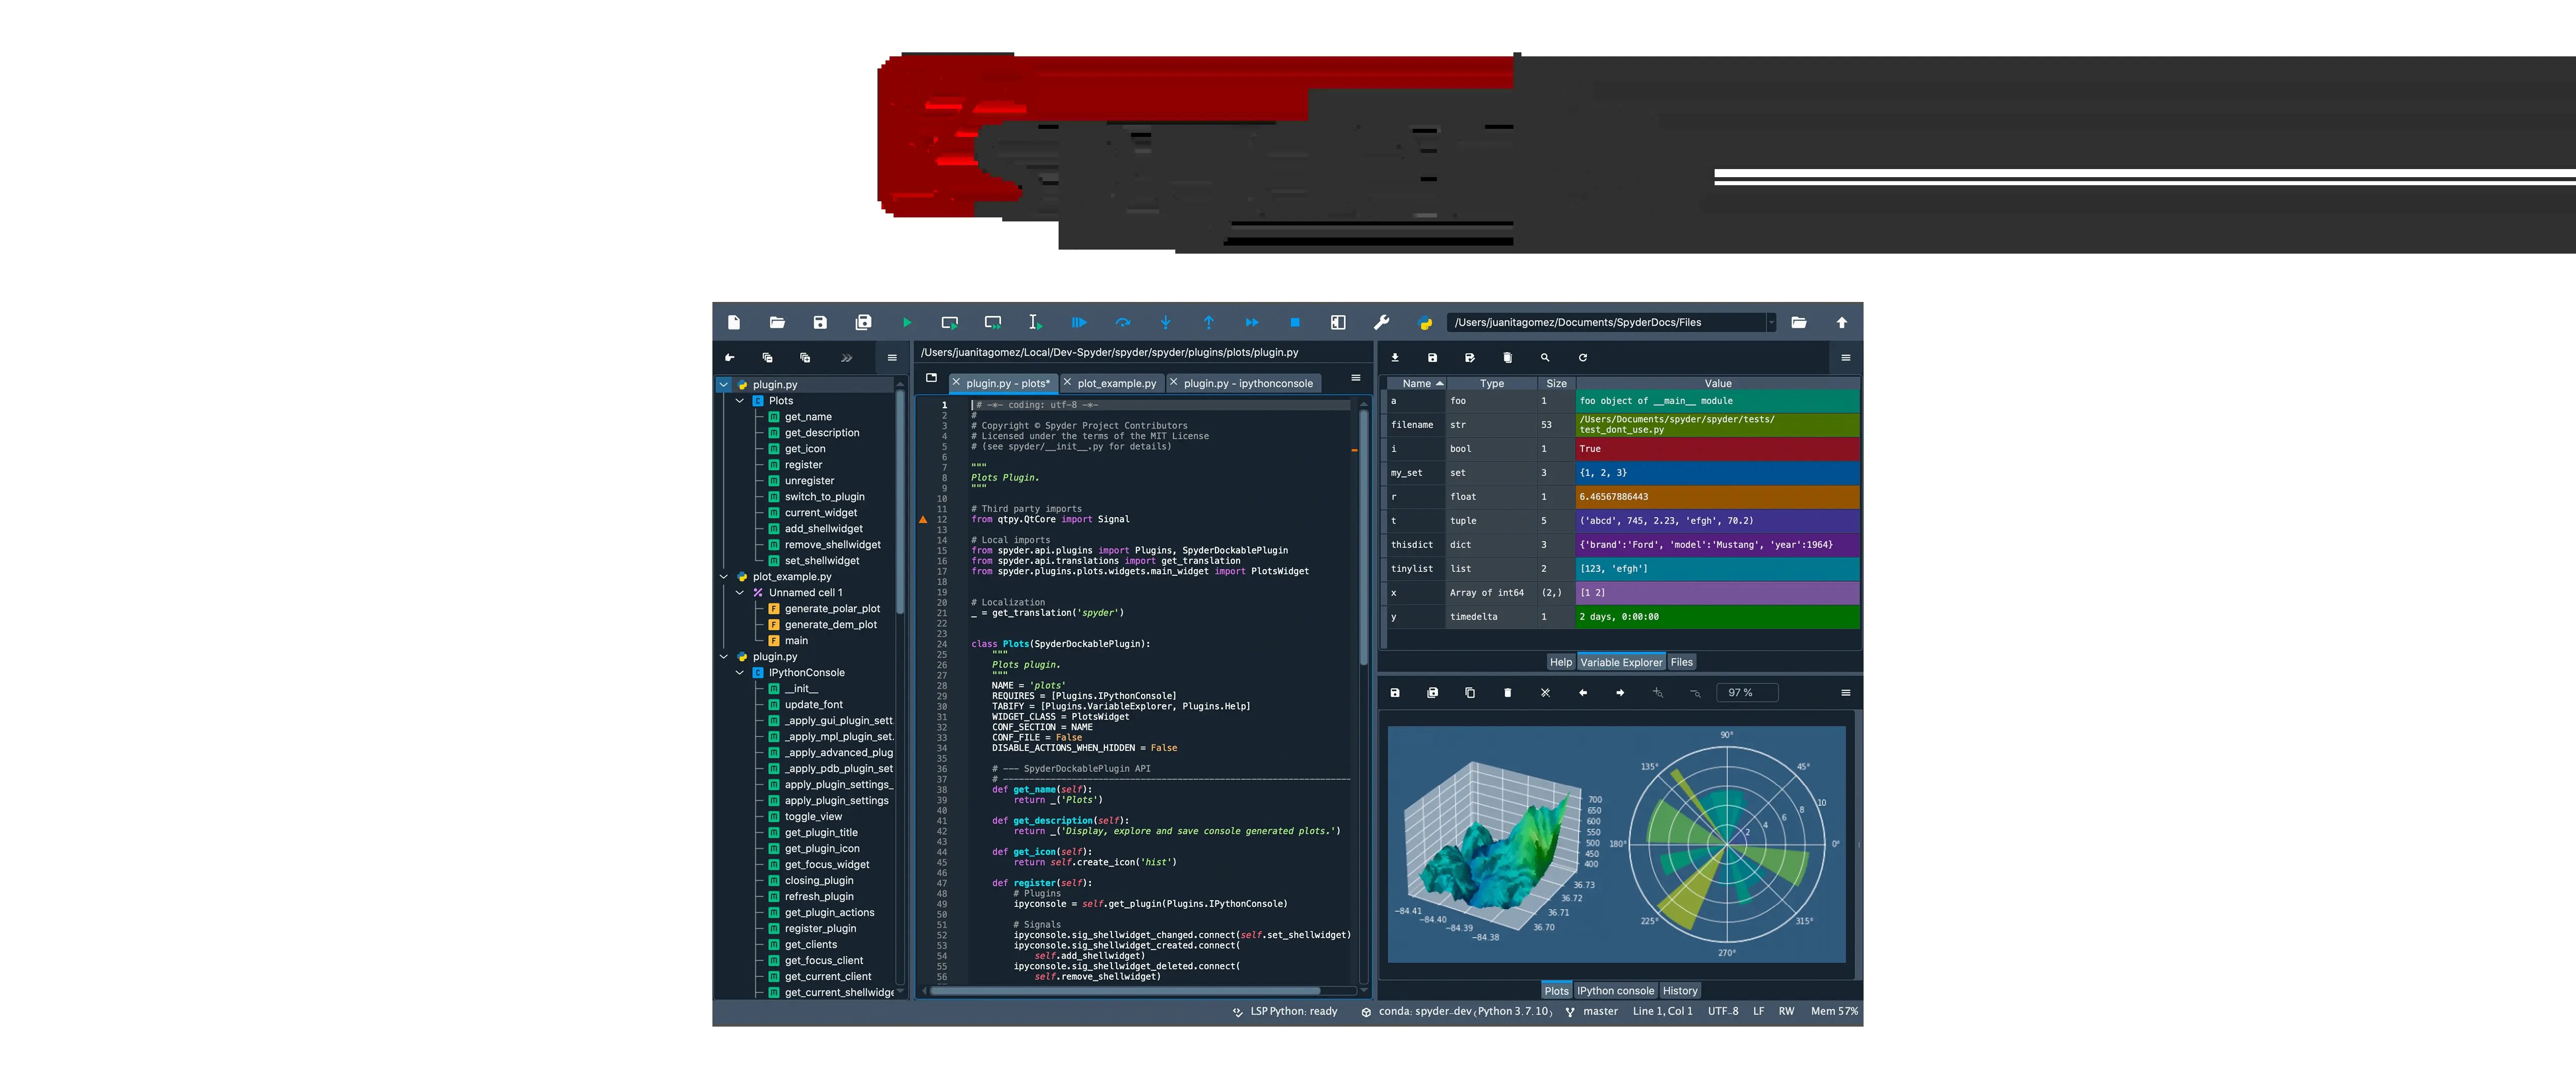 /Users/juanitagomez/Documents/SpyderDocs/Files
plugin.py
Plots
get_name
get_description
get_icon
register
unregister
switch_to_plugin
current_widget
add_shellwidget
remove_shellwidget
set_shellwidget
plot_example.py
Unnamed cell 1
generate_polar_plot
generate_dem_plot
main
plugin.py
IPythonConsole
__init__
update_font
_apply_gui_plugin_sett
_apply_mpl_plugin_set.
_apply_advanced_plug
_apply_pdb_plugin_set
apply_plugin_settings_
apply_plugin_settings
toggle_view
get_plugin_title
get_plugin_icon
get_focus_widget
closing_plugin
refresh_plugin
get_plugin_actions
register_plugin
get_clients
get_focus_client
get_current_client
get_current_shellwidge
/Users/juanitagomez/Local/Dev-Spyder/spyder/spyder/plugins/plots/plugin.py
plugin.py - plots*
plot_example.py
plugin.py - ipythonconsole
1 # -*- coding: utf-8 -*-
2 #
3 # Copyright © Spyder Project Contributors
4 # Licensed under the terms of the MIT License
5 # (see spyder/__init__.py for details)
6
7 """
8 Plots Plugin.
9 """
10
11 # Third party imports
12 from qtpy.QtCore import Signal
13
14 # Local imports
15 from spyder.api.plugins import Plugins, SpyderDockablePlugin
16 from spyder.api.translations import get_translation
17 from spyder.plugins.plots.widgets.main_widget import PlotsWidget
18
19
20 # Localization
21 _ = get_translation('spyder')
22
23
24 class Plots(SpyderDockablePlugin):
25 """
26 Plots plugin.
27 """
28 NAME = 'plots'
29 REQUIRES = [Plugins.IPythonConsole]
30 TABIFY = [Plugins.VariableExplorer, Plugins.Help]
31 WIDGET_CLASS = PlotsWidget
32 CONF_SECTION = NAME
33 CONF_FILE = False
34 DISABLE_ACTIONS_WHEN_HIDDEN = False
35
36 # --- SpyderDockablePlugin API
37 # ------------------------------------------------------------------
38 def get_name(self):
39 return _('Plots')
40
41 def get_description(self):
42 return _('Display, explore and save console generated plots.')
43
44 def get_icon(self):
45 return self.create_icon('hist')
46
47 def register(self):
48 # Plugins
49 ipyconsole = self.get_plugin(Plugins.IPythonConsole)
50
51 # Signals
52 ipyconsole.sig_shellwidget_changed.connect(self.set_shellwidget)
53 ipyconsole.sig_shellwidget_created.connect(
54 self.add_shellwidget)
55 ipyconsole.sig_shellwidget_deleted.connect(
56 self.remove_shellwidget)
Name Type Size Value
a foo 1 foo object of __main__ module
filename str 53 /Users/Documents/spyder/spyder/tests/
test_dont_use.py
i bool 1 True
my_set set 3 {1, 2, 3}
r float 1 6.46567886443
t tuple 5 ('abcd', 745, 2.23, 'efgh', 70.2)
thisdict dict 3 {'brand':'Ford', 'model':'Mustang', 'year':1964}
tinylist list 2 [123, 'efgh']
x Array of int64 (2,) [1 2]
y timedelta 1 2 days, 0:00:00
Help Variable Explorer Files
97 %
700
650
600
550
500
450
400
36.73
36.72
36.71
36.70
−84.41
−84.40
−84.39
−84.38
90°
135°
45°
180°
0°
225°
315°
270°
2
4
6
8
10
Plots IPython console History
LSP Python: ready conda: spyder-dev (Python 3.7.10) master Line 1, Col 1 UTF-8 LF RW Mem 57%